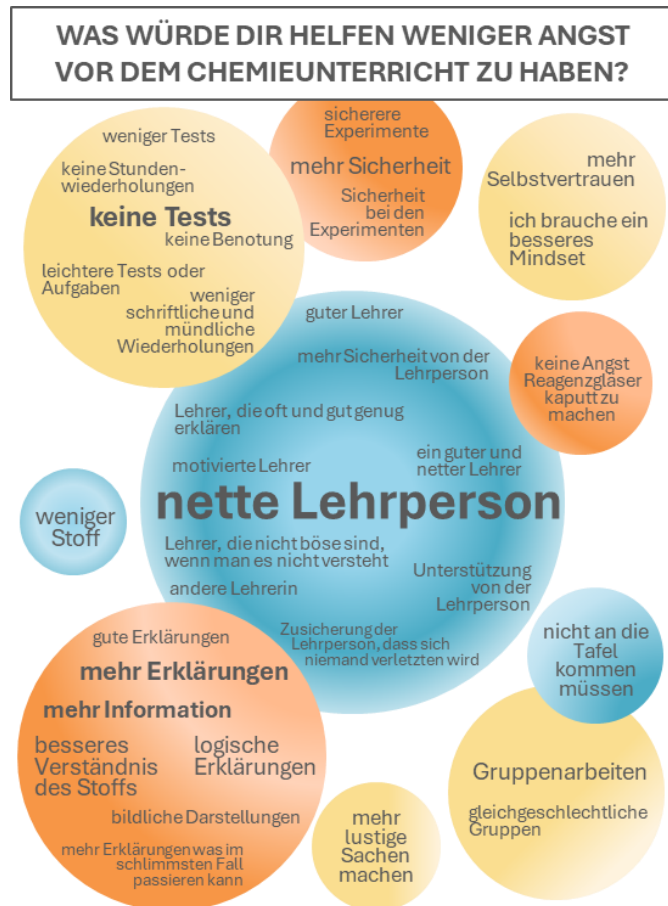 WAS WÜRDE DIR HELFEN WENIGER ANGST
VOR DEM CHEMIEUNTERRICHT ZU HABEN?
weniger Tests
keine Stunden-
wiederholungen
keine Tests
keine Benotung
leichtere Tests oder
Aufgaben
weniger
schriftliche und
mündliche
Wiederholungen
sicherere
Experimente
mehr Sicherheit
Sicherheit
bei den
Experimenten
mehr
Selbstvertrauen
ich brauche ein
besseres
Mindset
guter Lehrer
mehr Sicherheit von der
Lehrperson
Lehrer, die oft und gut genug
erklären
motivierte Lehrer
ein guter und
netter Lehrer
nette Lehrperson
Lehrer, die nicht böse sind,
wenn man es nicht versteht
andere Lehrerin
Unterstützung
von der
Lehrperson
Zusicherung der
Lehrperson, dass sich
niemand verletzten wird
keine Angst
Reagenzgläser
kaputt zu
machen
weniger
Stoff
nicht an die
Tafel
kommen
müssen
gute Erklärungen
mehr Erklärungen
mehr Information
besseres
Verständnis
des Stoffs
logische
Erklärungen
bildliche Darstellungen
mehr Erklärungen was im
schlimmsten Fall
passieren kann
mehr
lustige
Sachen
machen
Gruppenarbeiten
gleichgeschlechtliche
Gruppen